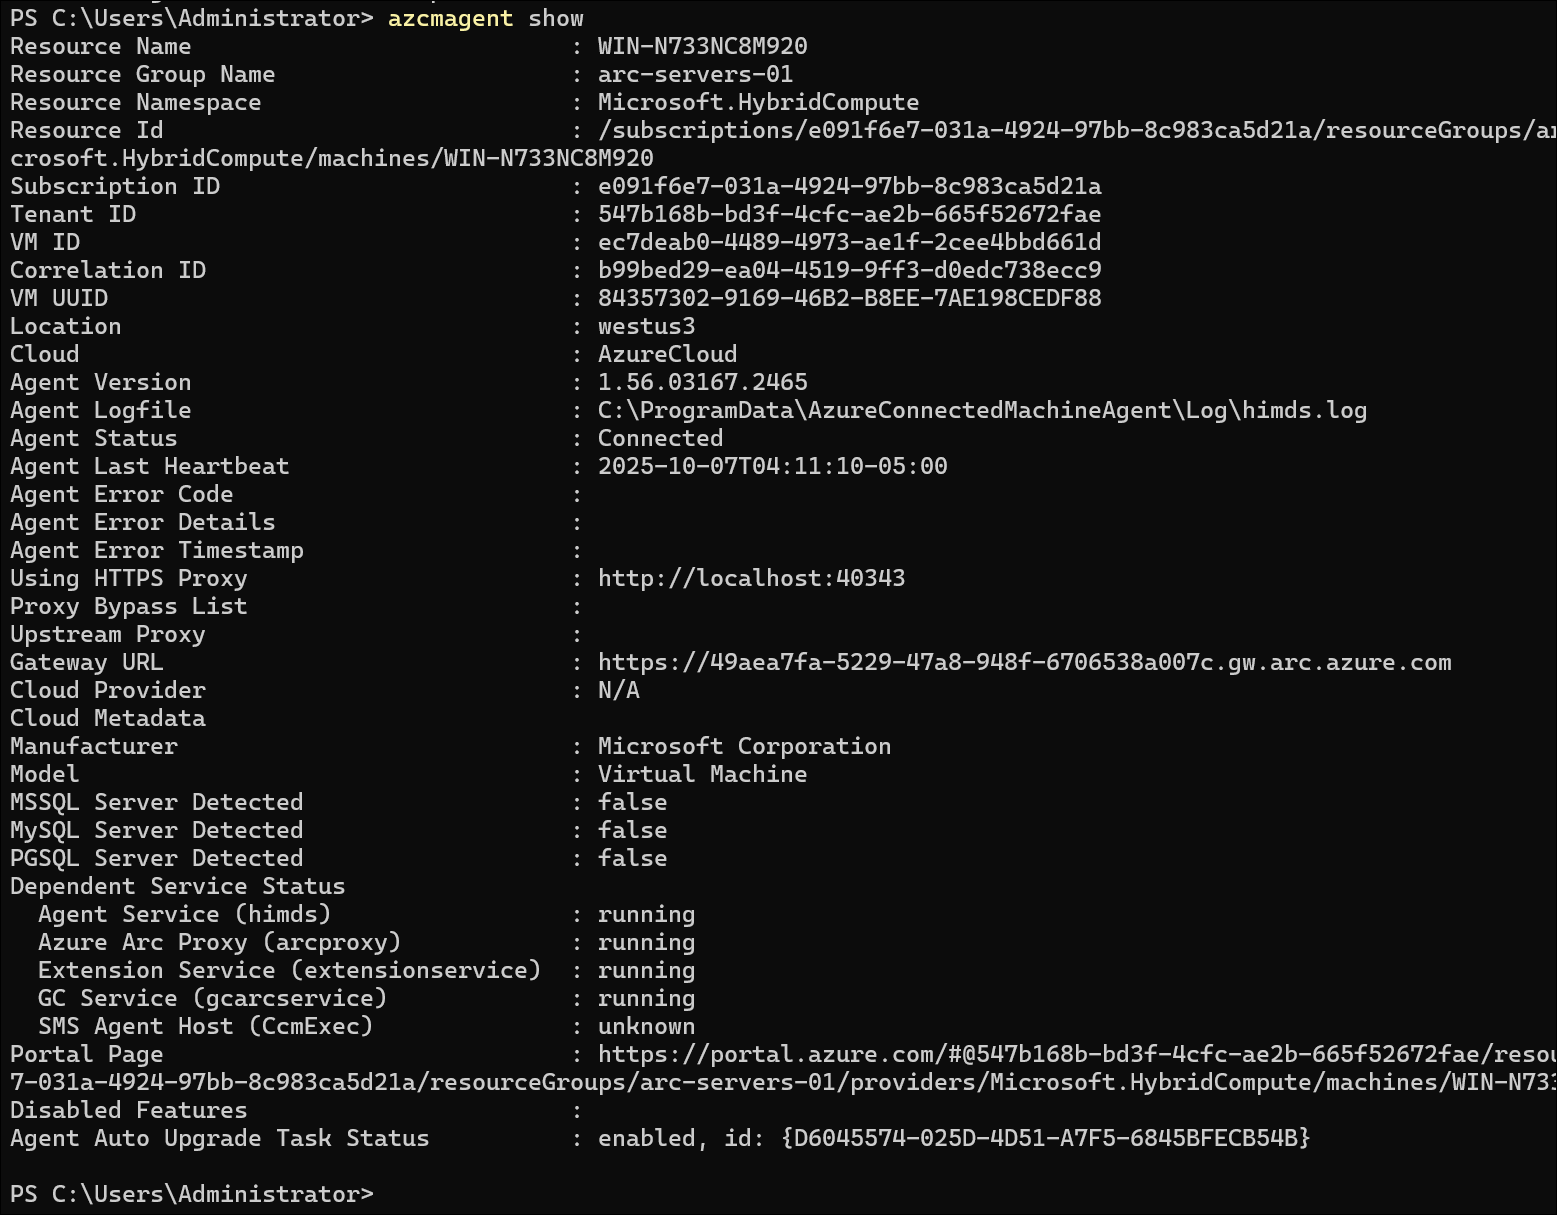 PS C:\Users\Administrator> azcmagent show
Resource Name                           : WIN-N733NC8M920
Resource Group Name                     : arc-servers-01
Resource Namespace                      : Microsoft.HybridCompute
Resource Id                             : /subscriptions/e091f6e7-031a-4924-97bb-8c983ca5d21a/resourceGroups/ar
crosoft.HybridCompute/machines/WIN-N733NC8M920
Subscription ID                         : e091f6e7-031a-4924-97bb-8c983ca5d21a
Tenant ID                               : 547b168b-bd3f-4cfc-ae2b-665f52672fae
VM ID                                   : ec7deab0-4489-4973-ae1f-2cee4bbd661d
Correlation ID                          : b99bed29-ea04-4519-9ff3-d0edc738ecc9
VM UUID                                 : 84357302-9169-46B2-B8EE-7AE198CEDF88
Location                                : westus3
Cloud                                   : AzureCloud
Agent Version                           : 1.56.03167.2465
Agent Logfile                           : C:\ProgramData\AzureConnectedMachineAgent\Log\himds.log
Agent Status                            : Connected
Agent Last Heartbeat                    : 2025-10-07T04:11:10-05:00
Agent Error Code                        :
Agent Error Details                     :
Agent Error Timestamp                   :
Using HTTPS Proxy                       : http://localhost:40343
Proxy Bypass List                       :
Upstream Proxy                          :
Gateway URL                             : https://49aea7fa-5229-47a8-948f-6706538a007c.gw.arc.azure.com
Cloud Provider                          : N/A
Cloud Metadata
Manufacturer                            : Microsoft Corporation
Model                                   : Virtual Machine
MSSQL Server Detected                   : false
MySQL Server Detected                   : false
PGSQL Server Detected                   : false
Dependent Service Status
  Agent Service (himds)                 : running
  Azure Arc Proxy (arcproxy)            : running
  Extension Service (extensionservice)  : running
  GC Service (gcarcservice)             : running
  SMS Agent Host (CcmExec)              : unknown
Portal Page                             : https://portal.azure.com/#@547b168b-bd3f-4cfc-ae2b-665f52672fae/resou
7-031a-4924-97bb-8c983ca5d21a/resourceGroups/arc-servers-01/providers/Microsoft.HybridCompute/machines/WIN-N733
Disabled Features                       :
Agent Auto Upgrade Task Status          : enabled, id: {D6045574-025D-4D51-A7F5-6845BFECB54B}
PS C:\Users\Administrator>